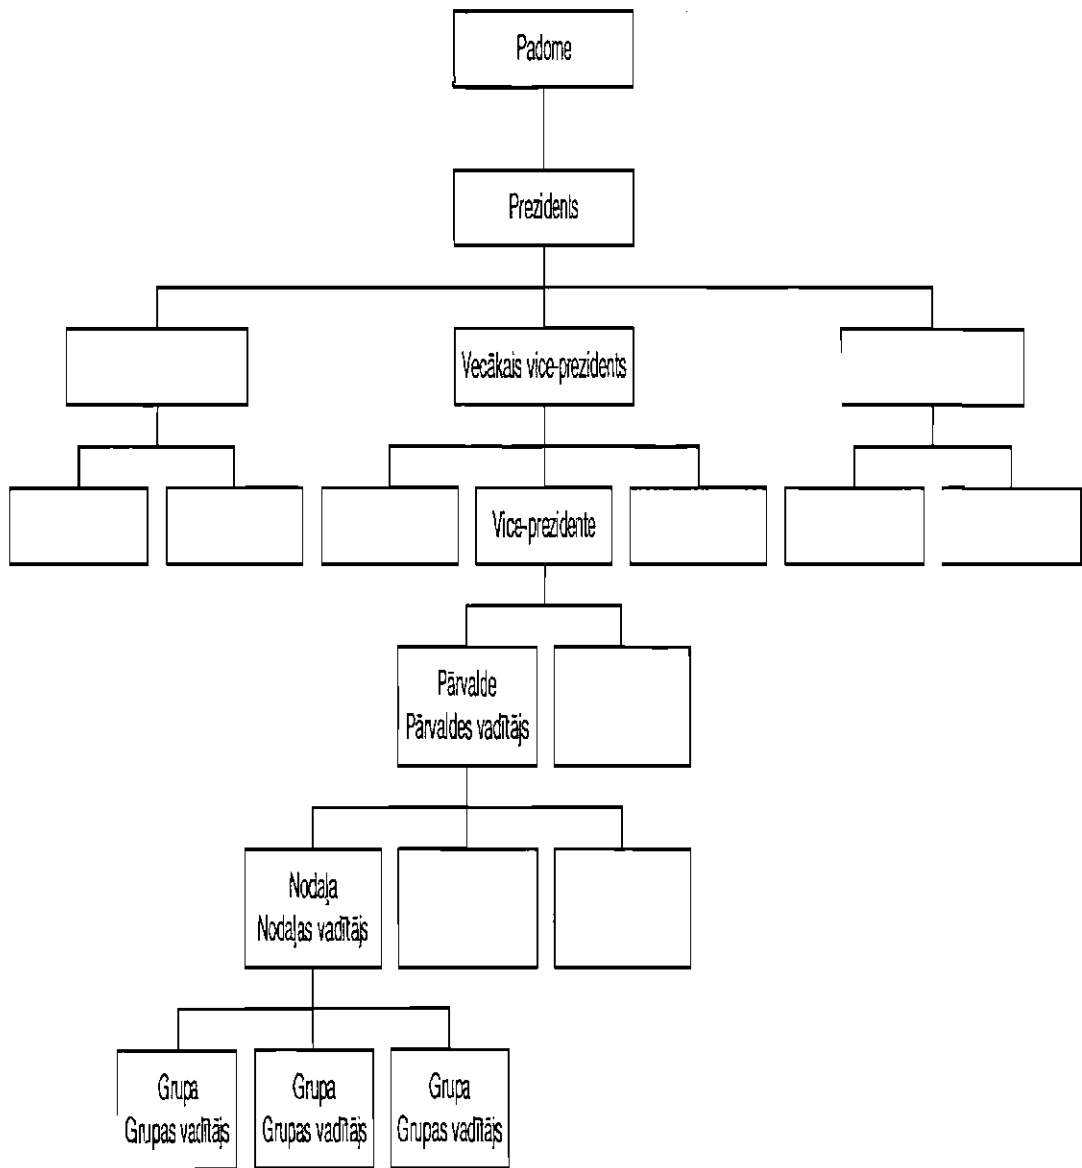 Padome
Prezidents
Vecākais vice-prezidents
Vice-prezidente
Pārvalde
Pārvaldes vadītājs
Nodaļa
Nodaļas vadītājs
Grupa
Grupas vadītājs
Grupa
Grupas vadītājs
Grupa
Grupas vadītājs